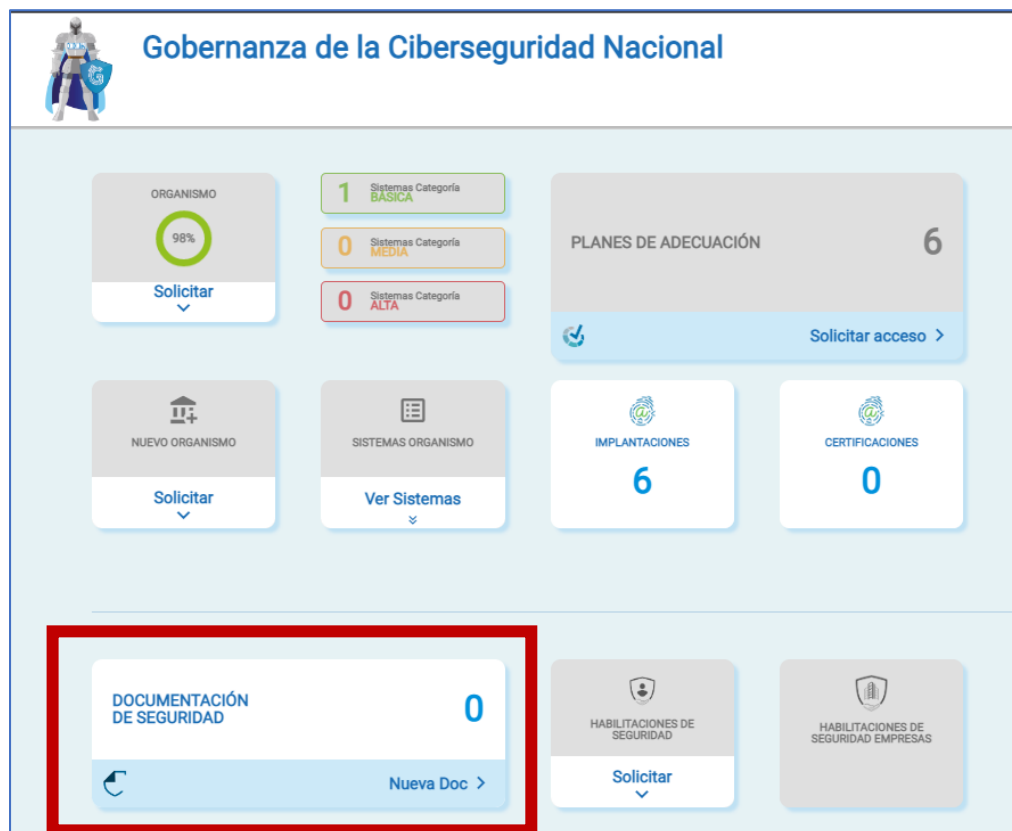 Gobernanza de la Ciberseguridad Nacional
ORGANISMO
98%
Solicitar
1 Sistemas Categoría
BÁSICA
0 Sistemas Categoría
MEDIA
0 Sistemas Categoría
ALTA
PLANES DE ADECUACIÓN 6
Solicitar acceso >
NUEVO ORGANISMO
Solicitar
SISTEMAS ORGANISMO
Ver Sistemas
IMPLANTACIONES
6
CERTIFICACIONES
0
DOCUMENTACIÓN
DE SEGURIDAD
0
Nueva Doc >
HABILITACIONES DE
SEGURIDAD
Solicitar
HABILITACIONES DE
SEGURIDAD EMPRESAS